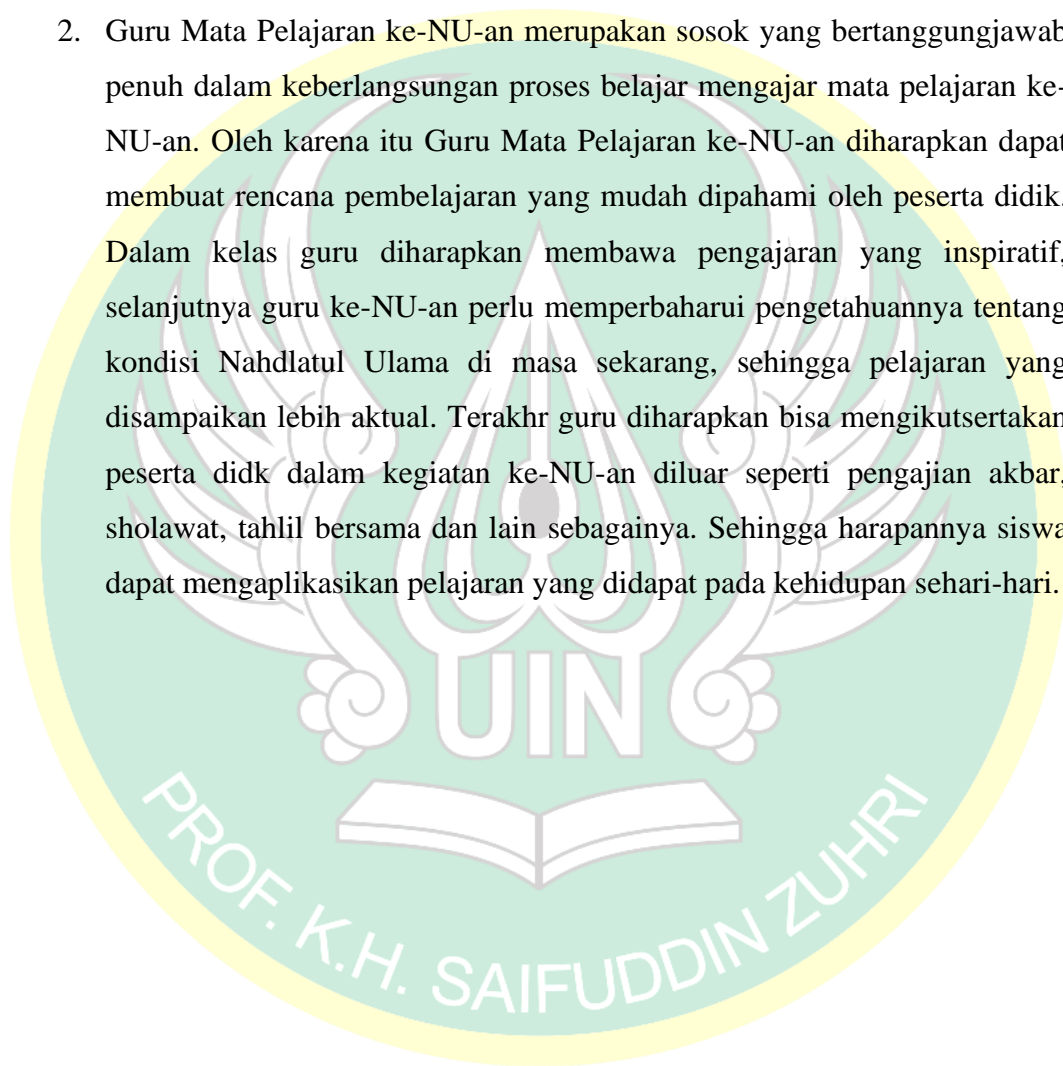 2. Guru Mata Pelajaran ke-NU-an merupakan sosok yang bertanggungjawab
penuh dalam keberlangsungan proses belajar mengajar mata pelajaran ke-
NU-an. Oleh karena itu Guru Mata Pelajaran ke-NU-an diharapkan dapat
membuat rencana pembelajaran yang mudah dipahami oleh peserta didik.
Dalam kelas guru diharapkan membawa pengajaran yang inspiratif,
selanjutnya guru ke-NU-an perlu memperbaharui pengetahuannya tentang
kondisi Nahdlatul Ulama di masa sekarang, sehingga pelajaran yang
disampaikan lebih aktual. Terakhr guru diharapkan bisa mengikutsertakan
peserta didk dalam kegiatan ke-NU-an diluar seperti pengajian akbar,
sholawat, tahlil bersama dan lain sebagainya. Sehingga harapannya siswa
dapat mengaplikasikan pelajaran yang didapat pada kehidupan sehari-hari.
UIN
PROF. K.H. SAIFUDDIN ZUHRI